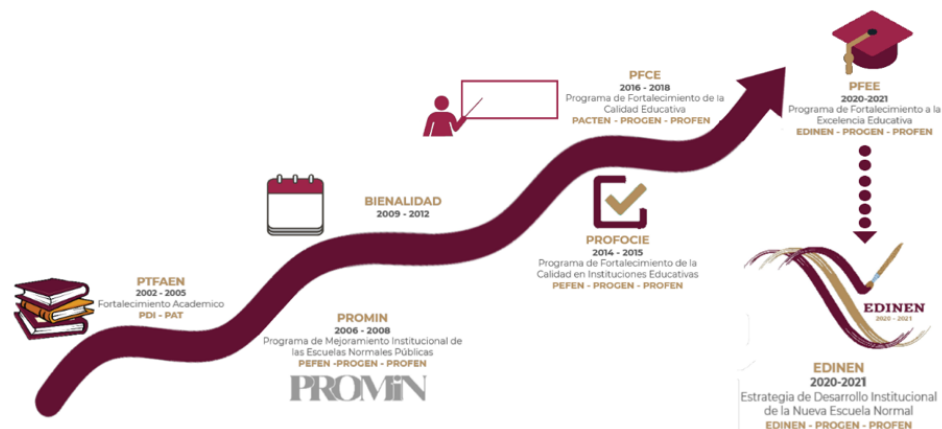 PTFAEN
2002 - 2005
Fortalecimiento Academico
PDI - PAT
BIENALIDAD
2009 - 2012
PROMIN
2006 - 2008
Programa de Mejoramiento Institucional de
las Escuelas Normales Públicas
PEFEN -PROGEN - PROFEN
PROMiN
PFCE
2016 - 2018
Programa de Fortalecimiento de la
Calidad Educativa
PACTEN - PROGEN - PROFEN
PROFOCIE
2014 - 2015
Programa de Fortalecimiento de la
Calidad en Instituciones Educativas
PEFEN - PROGEN - PROFEN
PFEE
2020-2021
Programa de Fortalecimiento a la
Excelencia Educativa
EDINEN - PROGEN - PROFEN
EDINEN
2020 - 2021
EDINEN
2020-2021
Estrategia de Desarrollo Institucional
de la Nueva Escuela Normal
EDINEN - PROGEN - PROFEN